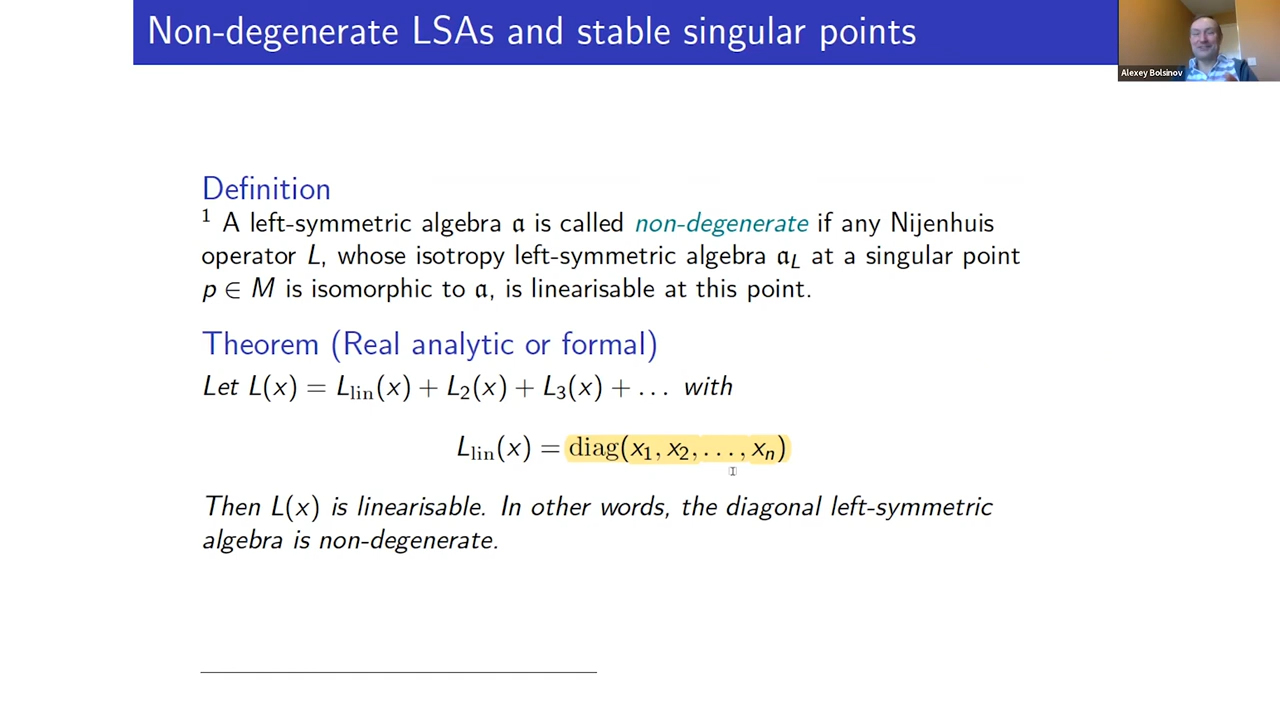 Non-degenerate LSAs and stable singular points
Alexey Bolsinov
Definition
¹ A left-symmetric algebra 𝔞 is called non-degenerate if any Nijenhuis
operator L, whose isotropy left-symmetric algebra 𝔞_L at a singular point
p ∈ M is isomorphic to 𝔞, is linearisable at this point.
Theorem (Real analytic or formal)
Let L(x) = L_lin(x) + L₂(x) + L₃(x) + . . . with
L_lin(x) = diag(x₁, x₂, . . . , xₙ)
Then L(x) is linearisable. In other words, the diagonal left-symmetric
algebra is non-degenerate.